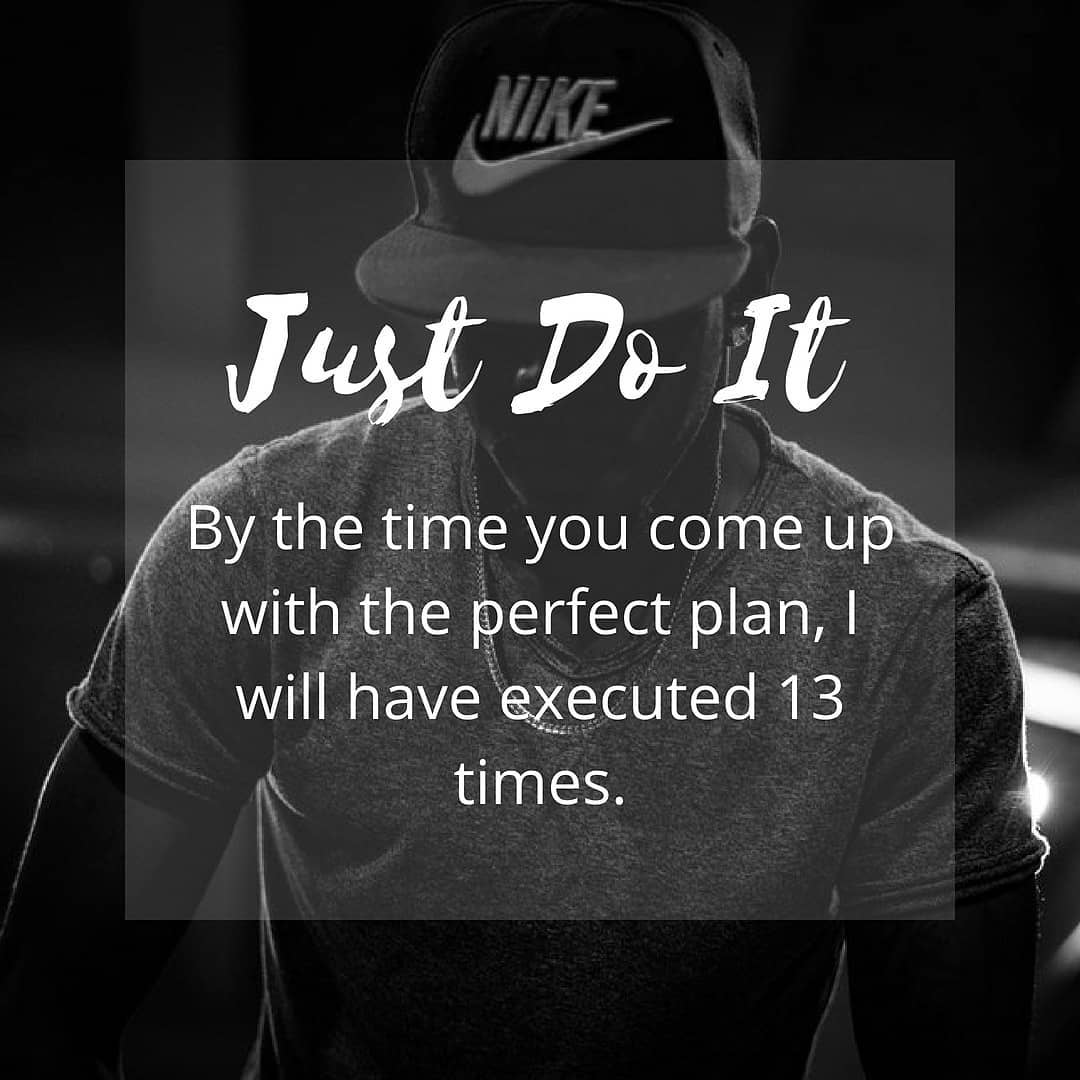 NIKE
Just Do It
By the time you come up
with the perfect plan, I
will have executed 13
times.